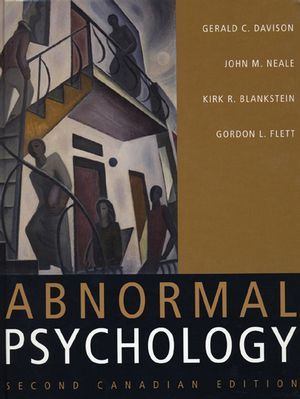 GERALD C. DAVISON
JOHN M. NEALE
KIRK R. BLANKSTEIN
GORDON L. FLETT
ABNORMAL
PSYCHOLOGY
SECOND CANADIAN EDITION